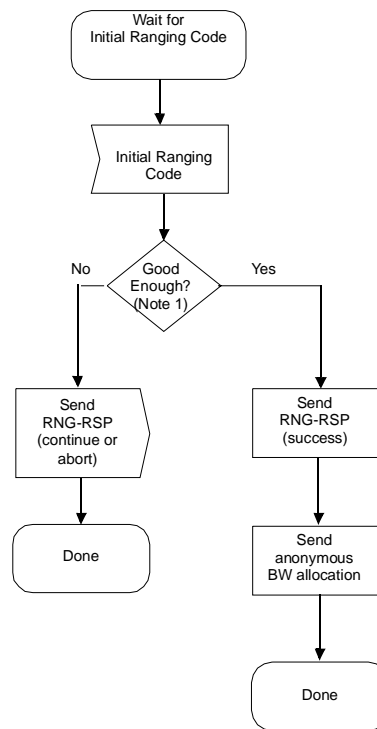 Wait for
Initial Ranging Code
Initial Ranging
Code
No
Good
Enough?
(Note 1)
Yes
Send
RNG-RSP
(continue or
abort)
Send
RNG-RSP
(success)
Done
Send
anonymous
BW allocation
Done